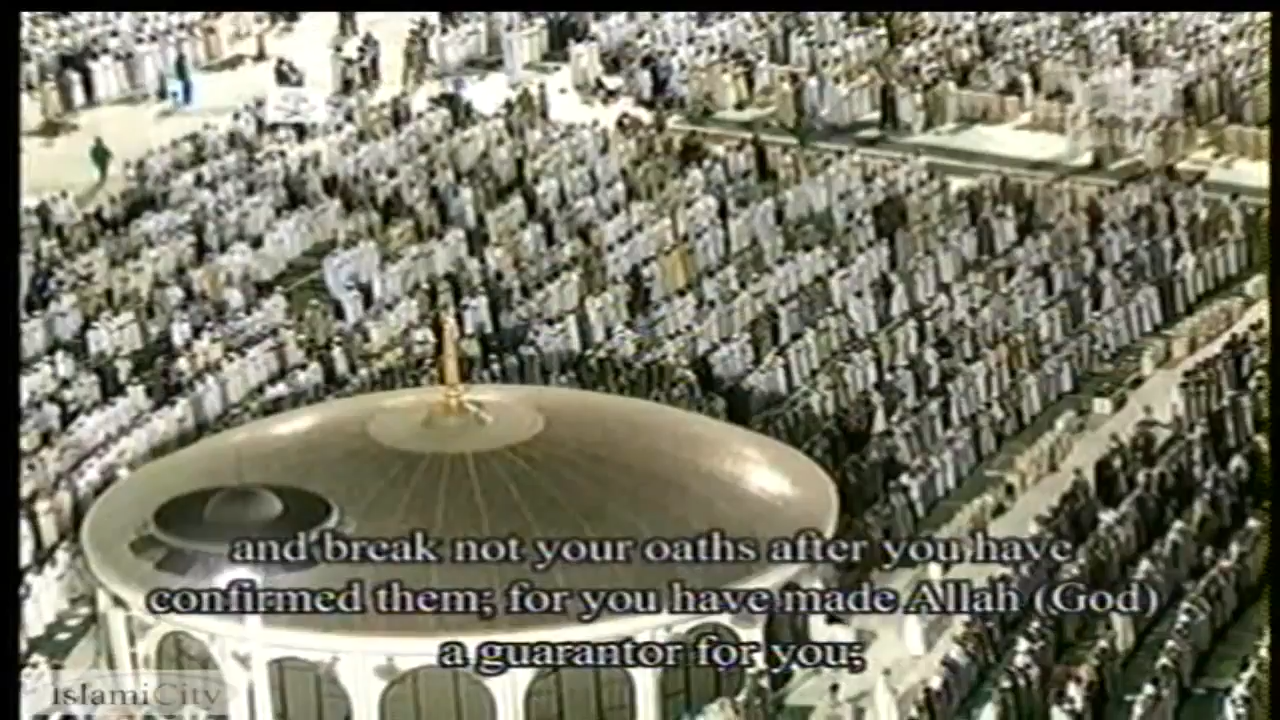 and break not your oaths after you have
confirmed them; for you have made Allah (God)
a guarantor for you;
IslamiCity